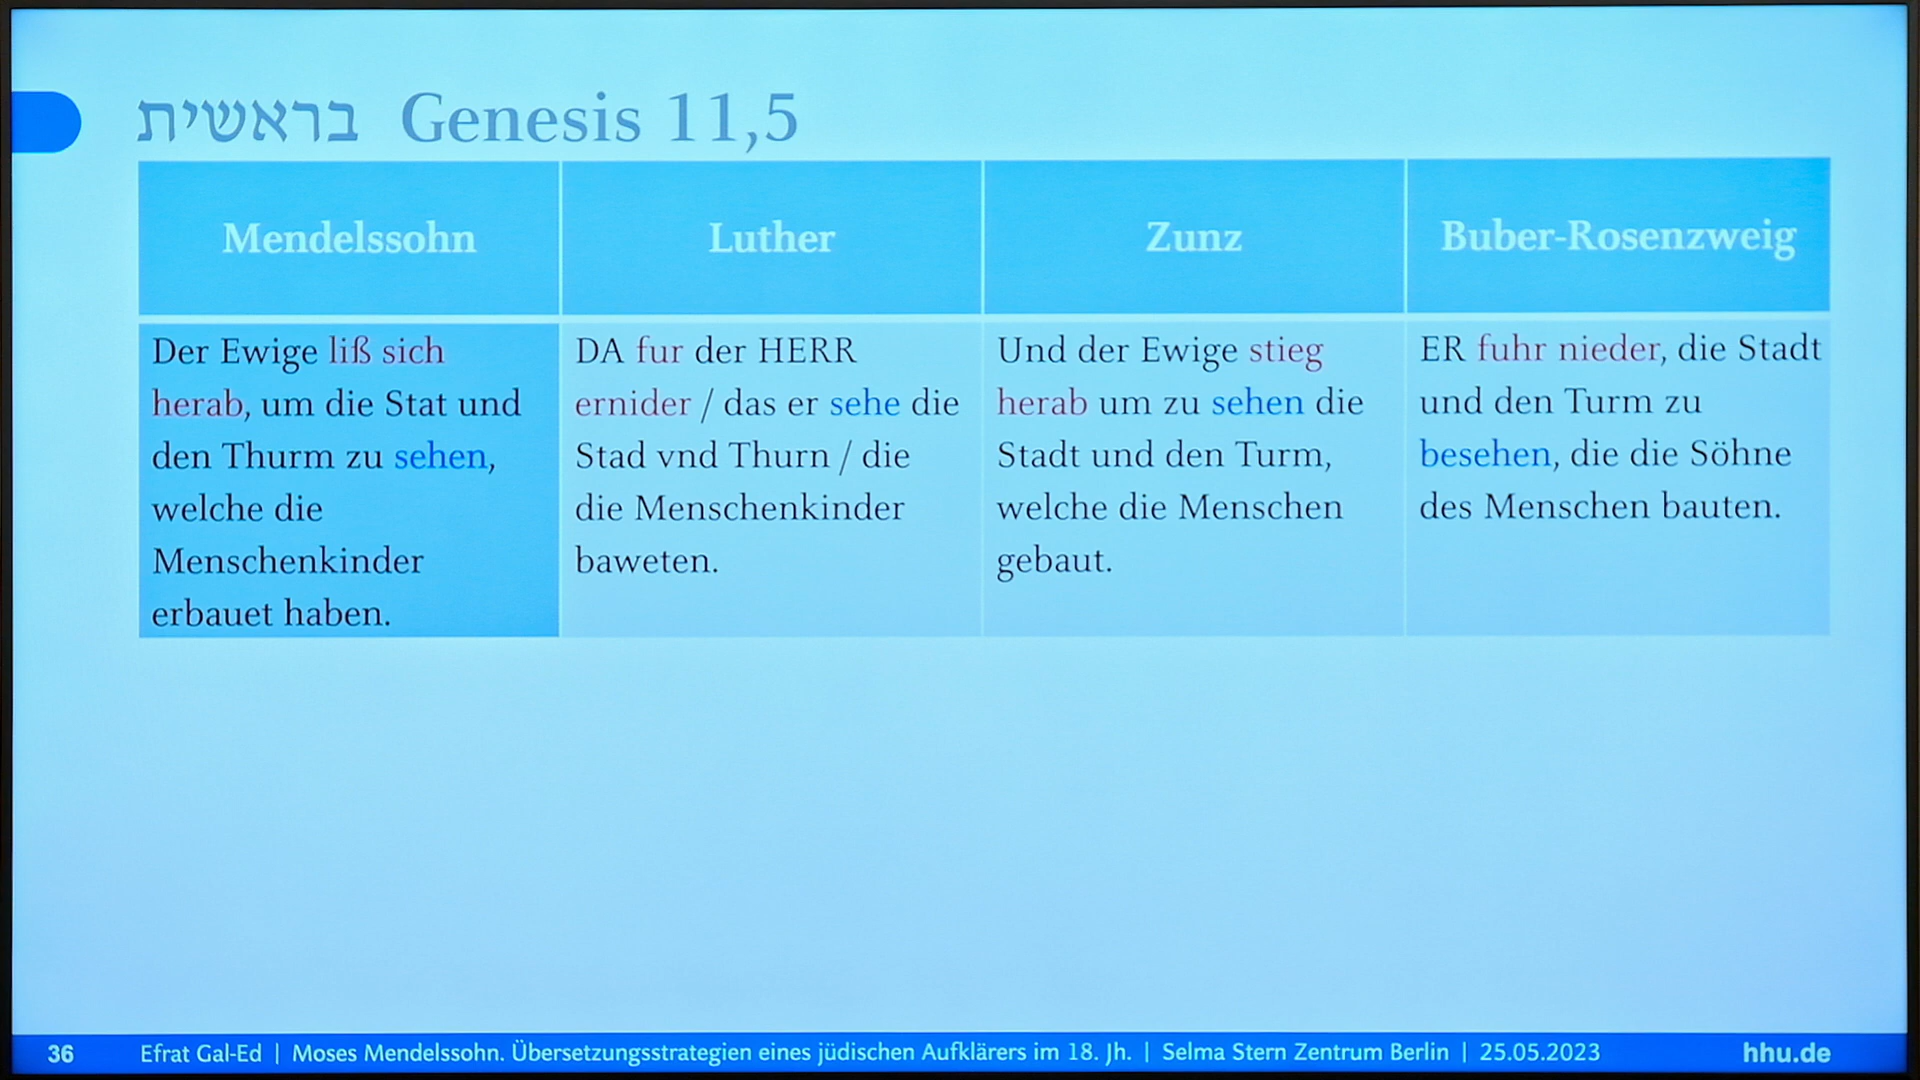 בראשית Genesis 11,5
Mendelssohn
Luther
Zunz
Buber-Rosenzweig
Der Ewige liß sich
herab, um die Stat und
den Thurm zu sehen,
welche die
Menschenkinder
erbauet haben.
DA fur der HERR
ernider / das er sehe die
Stad vnd Thurn / die
die Menschenkinder
baweten.
Und der Ewige stieg
herab um zu sehen die
Stadt und den Turm,
welche die Menschen
gebaut.
ER fuhr nieder, die Stadt
und den Turm zu
besehen, die die Söhne
des Menschen bauten.
36 Efrat Gal-Ed | Moses Mendelssohn. Übersetzungsstrategien eines jüdischen Aufklärers im 18. Jh. | Selma Stern Zentrum Berlin | 25.05.2023 hhu.de